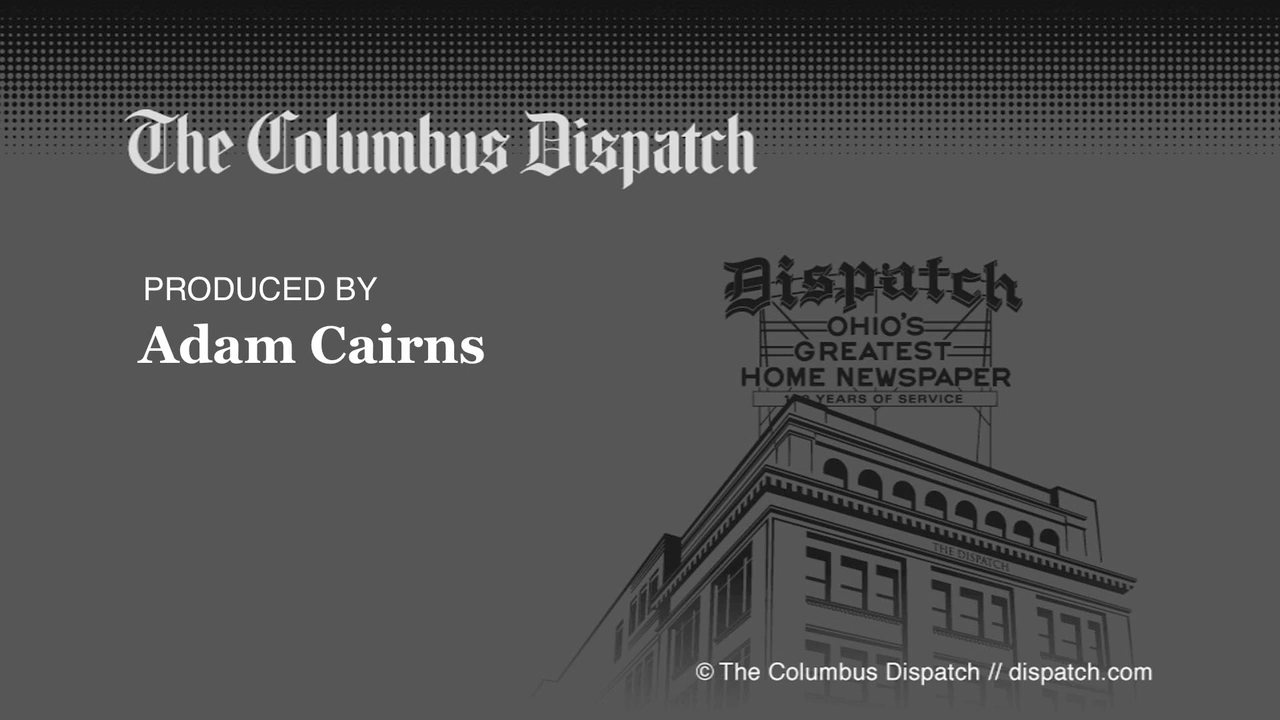 The Columbus Dispatch
PRODUCED BY
Adam Cairns
Dispatch
OHIO'S
GREATEST
HOME NEWSPAPER
YEARS OF SERVICE
THE DISPATCH
© The Columbus Dispatch // dispatch.com